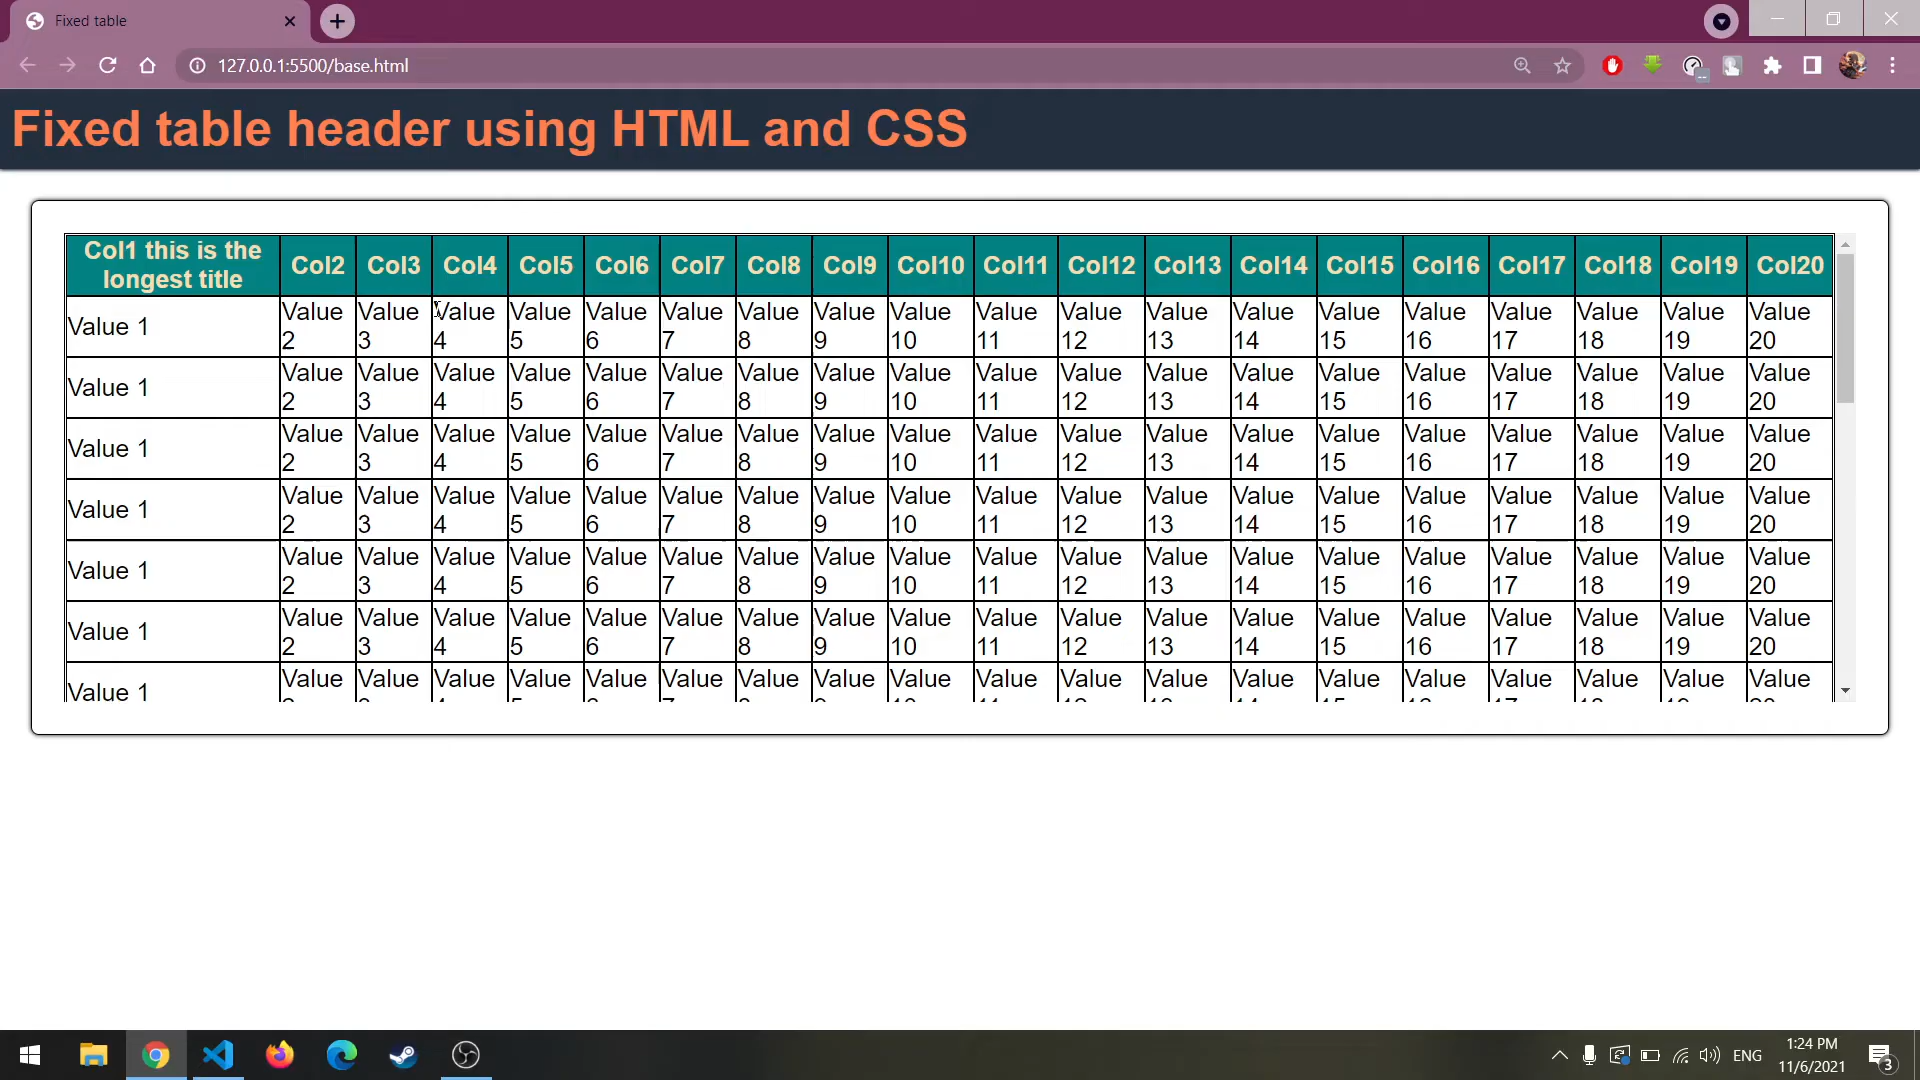 Fixed table
127.0.0.1:5500/base.html
Fixed table header using HTML and CSS
Col1 this is the longest title Col2 Col3 Col4 Col5 Col6 Col7 Col8 Col9 Col10 Col11 Col12 Col13 Col14 Col15 Col16 Col17 Col18 Col19 Col20
Value 1 Value 2 Value 3 Value 4 Value 5 Value 6 Value 7 Value 8 Value 9 Value 10 Value 11 Value 12 Value 13 Value 14 Value 15 Value 16 Value 17 Value 18 Value 19 Value 20
Value 1 Value 2 Value 3 Value 4 Value 5 Value 6 Value 7 Value 8 Value 9 Value 10 Value 11 Value 12 Value 13 Value 14 Value 15 Value 16 Value 17 Value 18 Value 19 Value 20
Value 1 Value 2 Value 3 Value 4 Value 5 Value 6 Value 7 Value 8 Value 9 Value 10 Value 11 Value 12 Value 13 Value 14 Value 15 Value 16 Value 17 Value 18 Value 19 Value 20
Value 1 Value 2 Value 3 Value 4 Value 5 Value 6 Value 7 Value 8 Value 9 Value 10 Value 11 Value 12 Value 13 Value 14 Value 15 Value 16 Value 17 Value 18 Value 19 Value 20
Value 1 Value 2 Value 3 Value 4 Value 5 Value 6 Value 7 Value 8 Value 9 Value 10 Value 11 Value 12 Value 13 Value 14 Value 15 Value 16 Value 17 Value 18 Value 19 Value 20
Value 1 Value 2 Value 3 Value 4 Value 5 Value 6 Value 7 Value 8 Value 9 Value 10 Value 11 Value 12 Value 13 Value 14 Value 15 Value 16 Value 17 Value 18 Value 19 Value 20
Value 1 Value Value Value Value Value Value Value Value Value Value Value Value Value Value Value Value Value Value Value
ENG
1:24 PM
11/6/2021
3